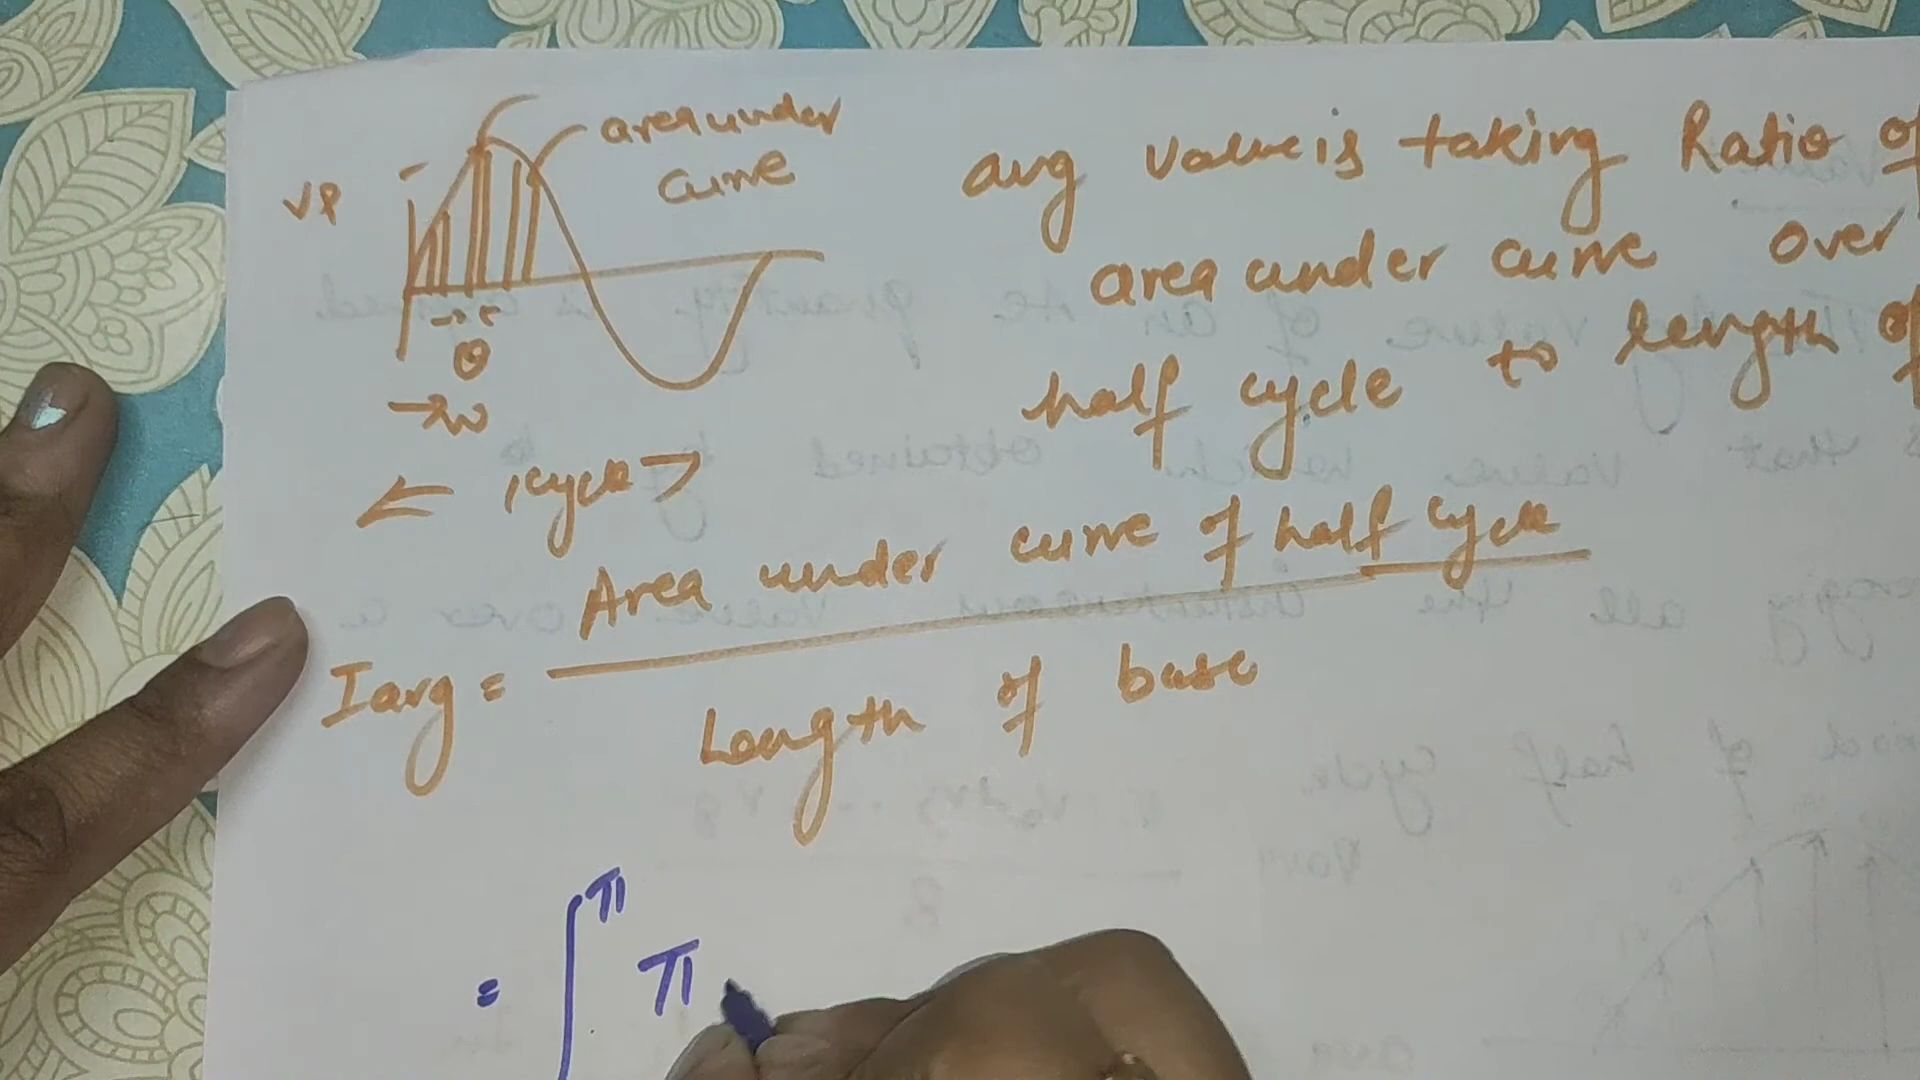 area under
curve
VP
→t
θ
→w
← 1cycle →
avg value is taking Ratio of
area under curve over
half cycle to length of
Area under curve of half cycle
Iavg =
Length of base
= ∫ π
π